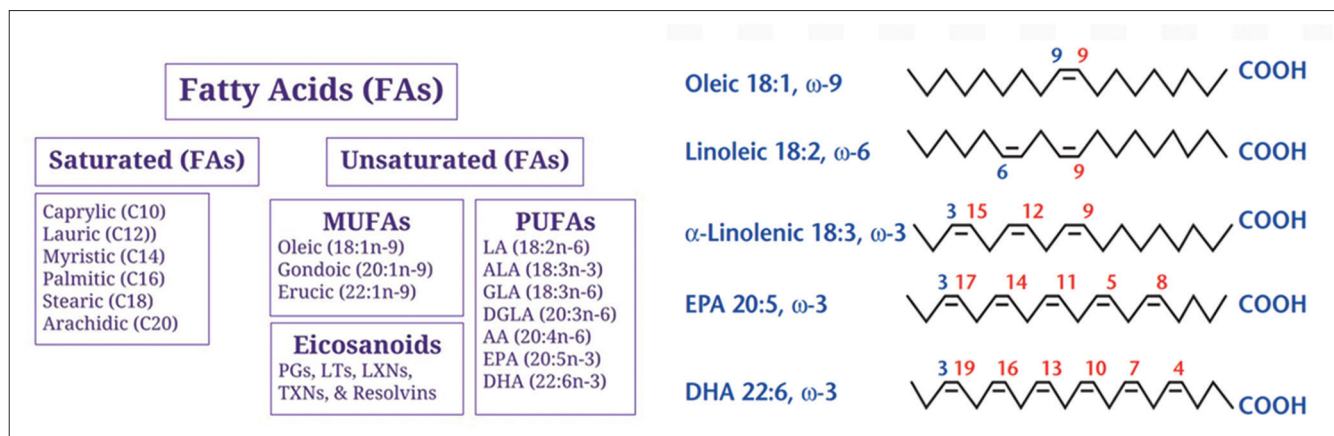 Fatty Acids (FAs)
Saturated (FAs)
Unsaturated (FAs)
Caprylic (C10)
Lauric (C12))
Myristic (C14)
Palmitic (C16)
Stearic (C18)
Arachidic (C20)
MUFAs
Oleic (18:1n-9)
Gondoic (20:1n-9)
Erucic (22:1n-9)
Eicosanoids
PGs, LTs, LXNs,
TXNs, & Resolvins
PUFAs
LA (18:2n-6)
ALA (18:3n-3)
GLA (18:3n-6)
DGLA (20:3n-6)
AA (20:4n-6)
EPA (20:5n-3)
DHA (22:6n-3)
9 9
Oleic 18:1, ω-9 COOH
Linoleic 18:2, ω-6 COOH
6 9
3 15 12 9
α-Linolenic 18:3, ω-3 COOH
3 17 14 11 5 8
EPA 20:5, ω-3 COOH
3 19 16 13 10 7 4
DHA 22:6, ω-3 COOH